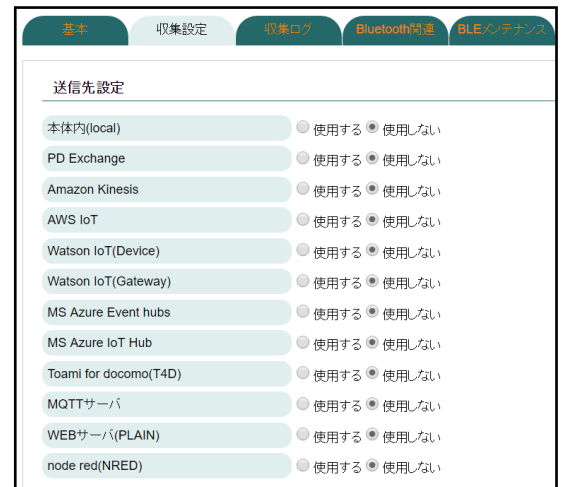 基本 収集設定 収集ログ Bluetooth関連 BLEメンテナンス
送信先設定
本体内(local) 使用する 使用しない
PD Exchange 使用する 使用しない
Amazon Kinesis 使用する 使用しない
AWS IoT 使用する 使用しない
Watson IoT(Device) 使用する 使用しない
Watson IoT(Gateway) 使用する 使用しない
MS Azure Event hubs 使用する 使用しない
MS Azure IoT Hub 使用する 使用しない
Toami for docomo(T4D) 使用する 使用しない
MQTTサーバ 使用する 使用しない
WEBサーバ(PLAIN) 使用する 使用しない
node red(NRED) 使用する 使用しない